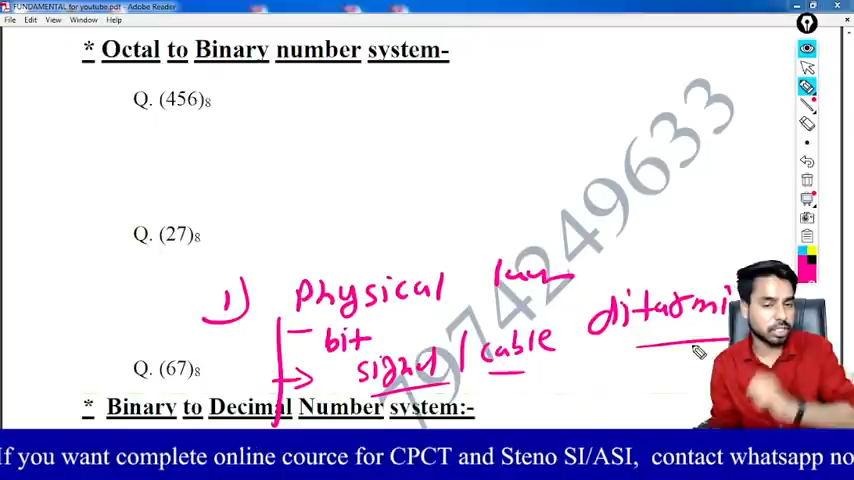 FUNDAMENTAL for youtube.pdf - Adobe Reader
File Edit View Window Help
* Octal to Binary number system-
Q. (456)₈
Q. (27)₈
1) Physical
bit
signal / cable
Q. (67)₈
* Binary to Decimal Number system:-
7974249633
If you want complete online cource for CPCT and Steno SI/ASI, contact whatsapp no